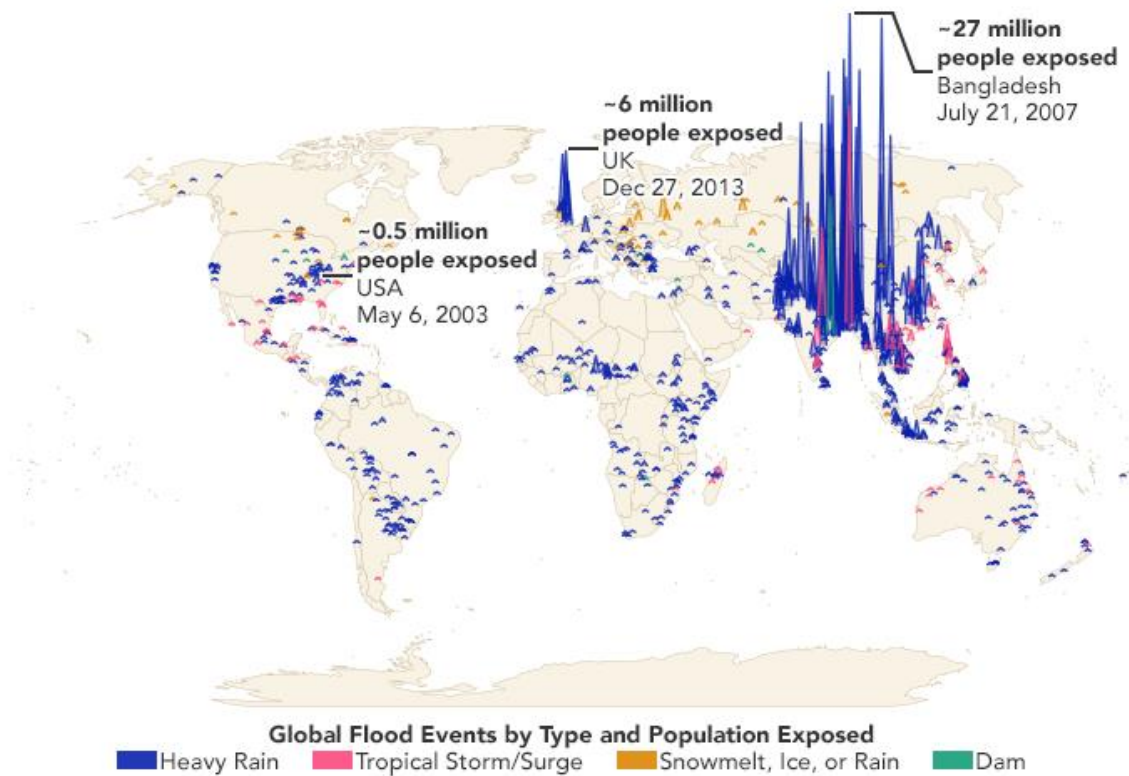 ~27 million
people exposed
Bangladesh
July 21, 2007
~6 million
people exposed
UK
Dec 27, 2013
~0.5 million
people exposed
USA
May 6, 2003
Global Flood Events by Type and Population Exposed
Heavy Rain Tropical Storm/Surge Snowmelt, Ice, or Rain Dam